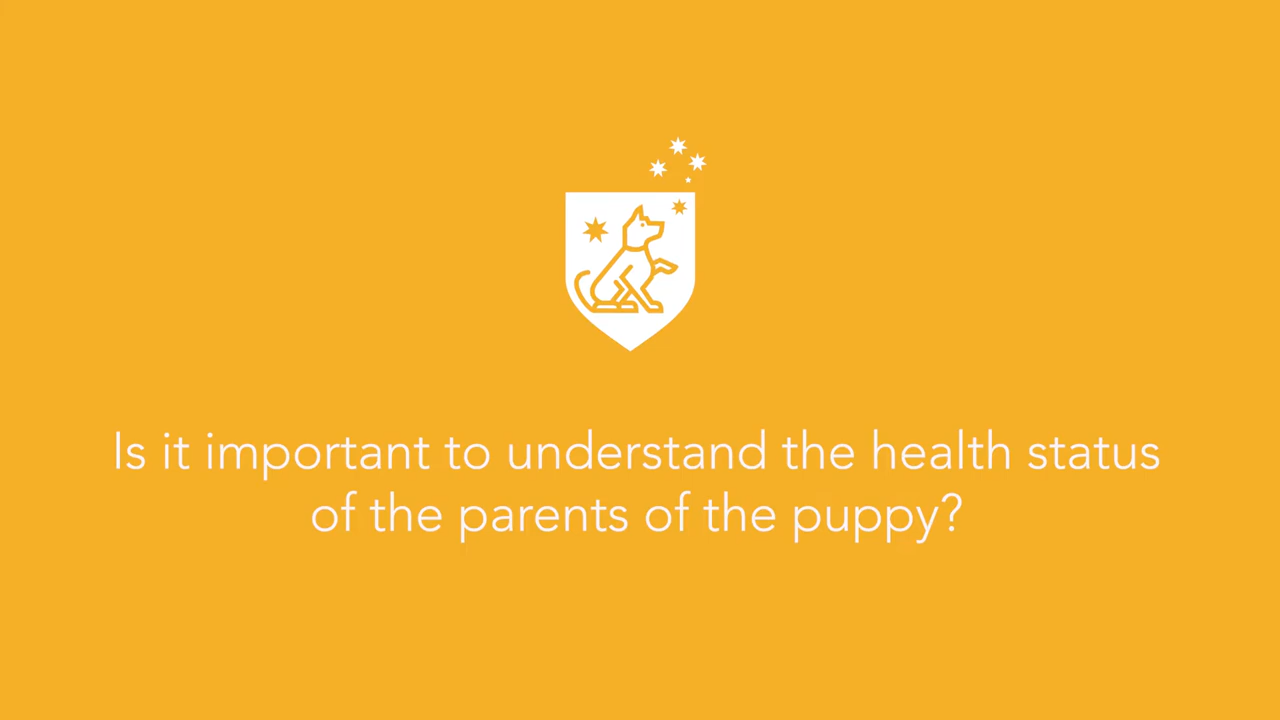 Is it important to understand the health status
of the parents of the puppy?